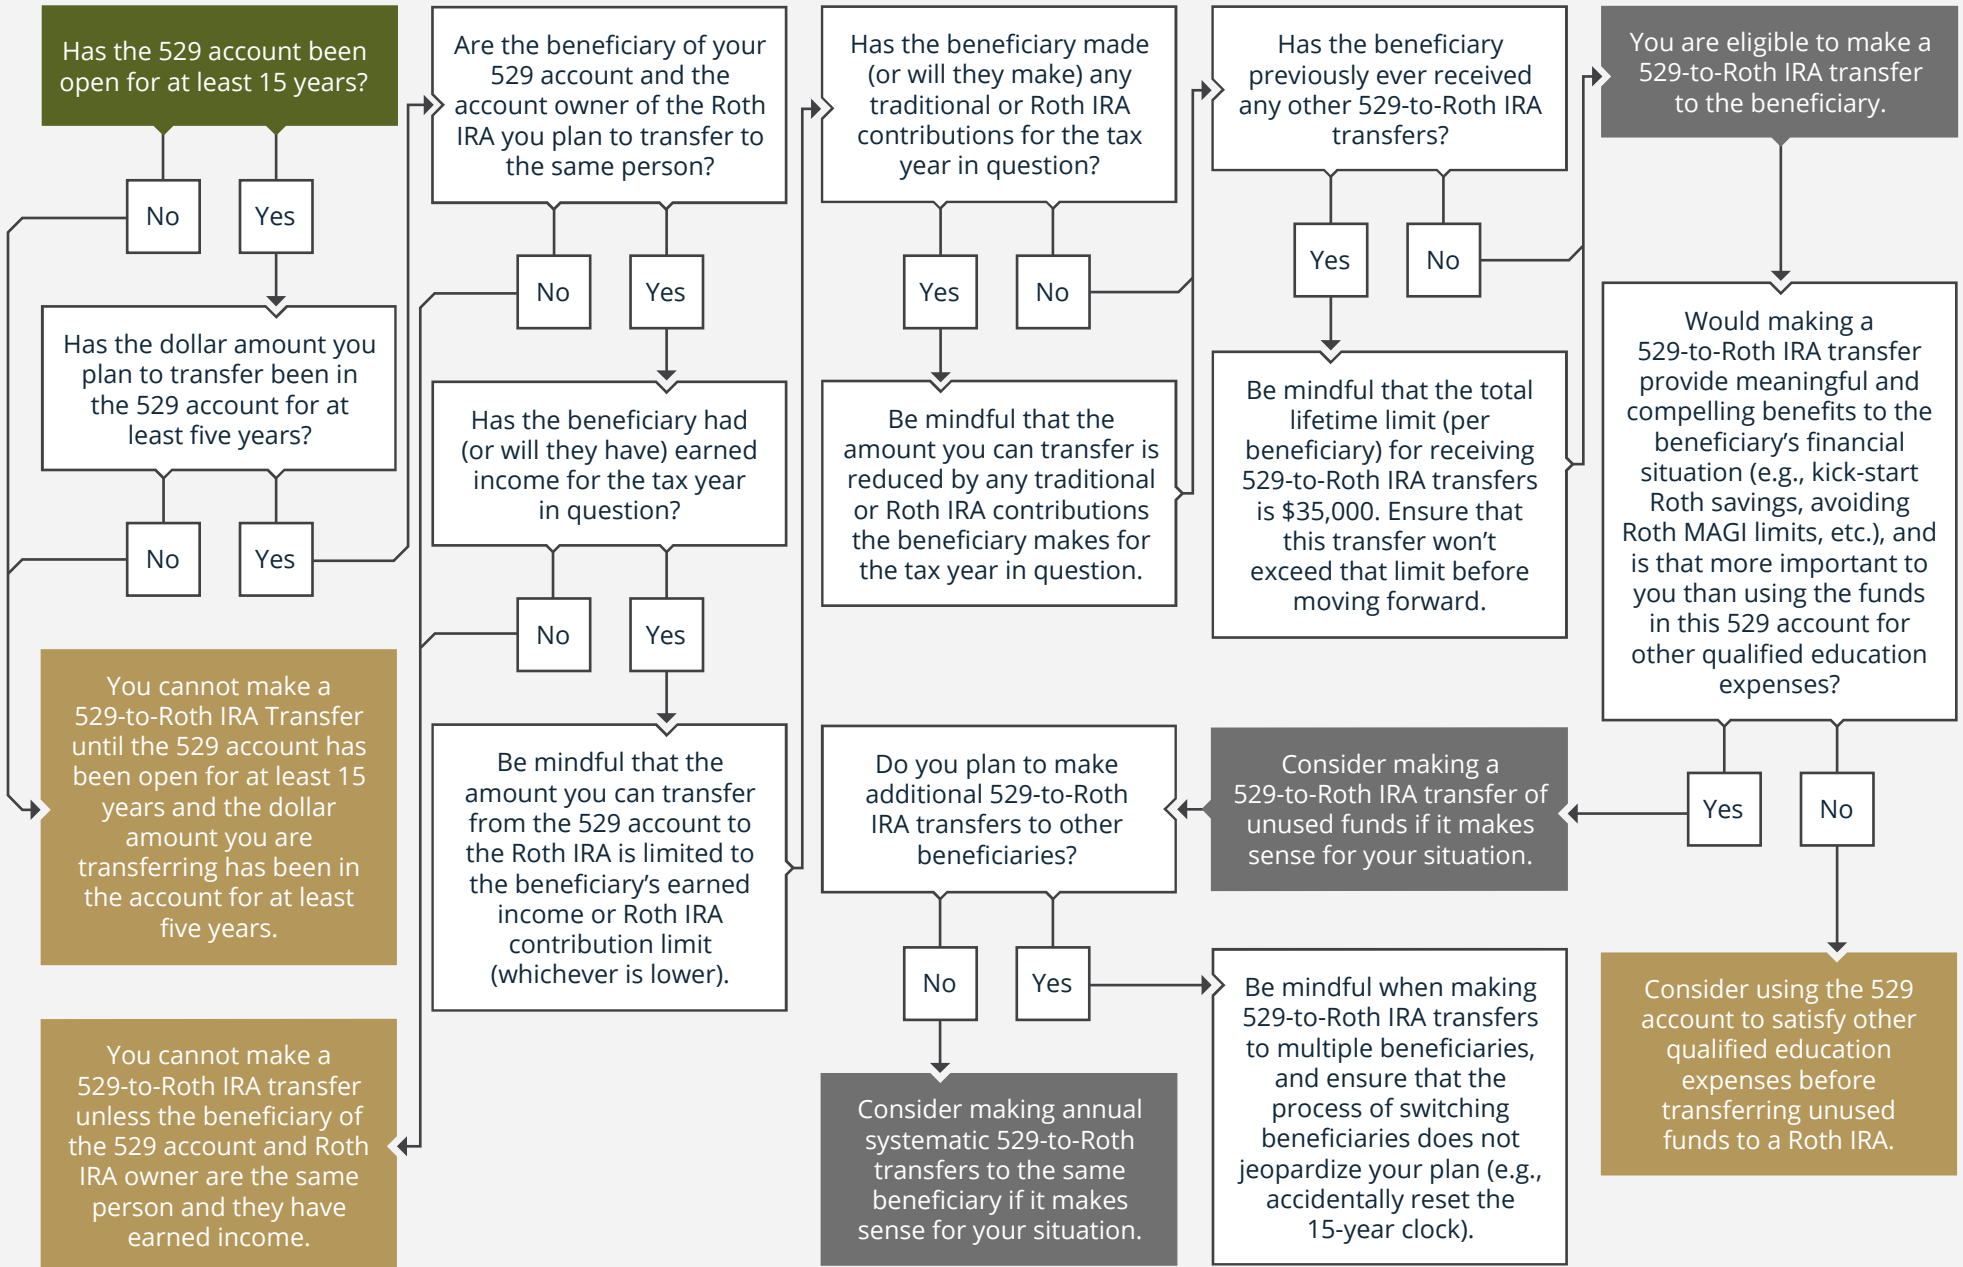 Has the 529 account been
open for at least 15 years?
No
Yes
Has the dollar amount you
plan to transfer been in
the 529 account for at
least five years?
No
Yes
You cannot make a
529-to-Roth IRA Transfer
until the 529 account has
been open for at least 15
years and the dollar
amount you are
transferring has been in
the account for at least
five years.
You cannot make a
529-to-Roth IRA transfer
unless the beneficiary of
the 529 account and Roth
IRA owner are the same
person and they have
earned income.
Are the beneficiary of your
529 account and the
account owner of the Roth
IRA you plan to transfer to
the same person?
No
Yes
Has the beneficiary had
(or will they have) earned
income for the tax year
in question?
No
Yes
Be mindful that the
amount you can transfer
from the 529 account to
the Roth IRA is limited to
the beneficiary’s earned
income or Roth IRA
contribution limit
(whichever is lower).
Has the beneficiary made
(or will they make) any
traditional or Roth IRA
contributions for the tax
year in question?
Yes
No
Be mindful that the
amount you can transfer is
reduced by any traditional
or Roth IRA contributions
the beneficiary makes for
the tax year in question.
Has the beneficiary
previously ever received
any other 529-to-Roth IRA
transfers?
Yes
No
Be mindful that the total
lifetime limit (per
beneficiary) for receiving
529-to-Roth IRA transfers
is $35,000. Ensure that
this transfer won’t
exceed that limit before
moving forward.
You are eligible to make a
529-to-Roth IRA transfer
to the beneficiary.
Would making a
529-to-Roth IRA transfer
provide meaningful and
compelling benefits to the
beneficiary’s financial
situation (e.g., kick-start
Roth savings, avoiding
Roth MAGI limits, etc.), and
is that more important to
you than using the funds
in this 529 account for
other qualified education
expenses?
Yes
No
Consider using the 529
account to satisfy other
qualified education
expenses before
transferring unused
funds to a Roth IRA.
Consider making a
529-to-Roth IRA transfer of
unused funds if it makes
sense for your situation.
Do you plan to make
additional 529-to-Roth
IRA transfers to other
beneficiaries?
No
Yes
Consider making annual
systematic 529-to-Roth
transfers to the same
beneficiary if it makes
sense for your situation.
Be mindful when making
529-to-Roth IRA transfers
to multiple beneficiaries,
and ensure that the
process of switching
beneficiaries does not
jeopardize your plan (e.g.,
accidentally reset the
15-year clock).